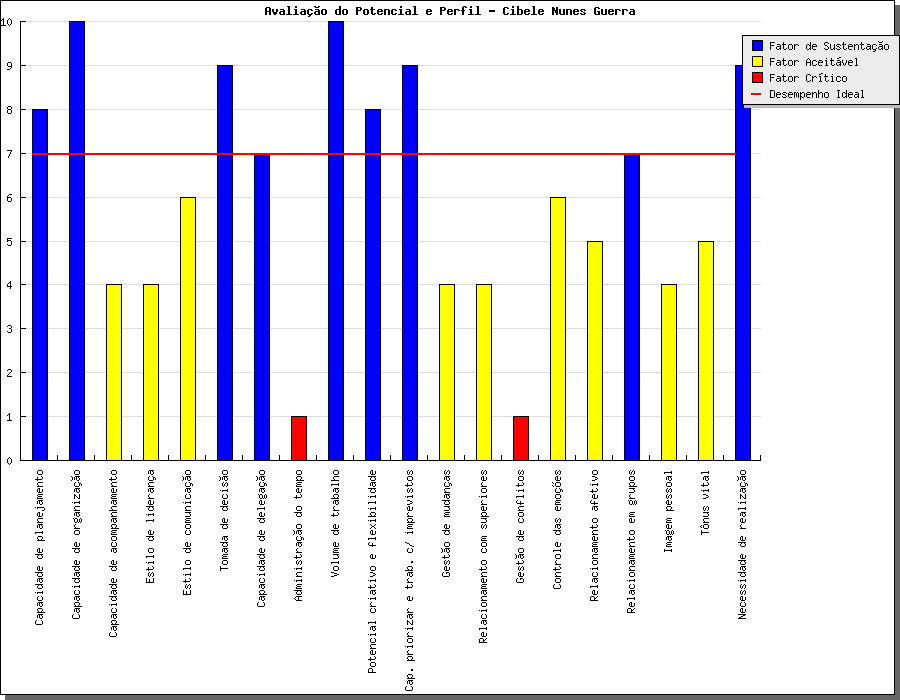 Avaliação do Potencial e Perfil - Cibele Nunes Guerra
Fator de Sustentação
Fator Aceitável
Fator Crítico
Desempenho Ideal
10
9
8
7
6
5
4
3
2
1
0
Capacidade de planejamento
Capacidade de organização
Capacidade de acompanhamento
Estilo de liderança
Estilo de comunicação
Tomada de decisão
Capacidade de delegação
Administração do tempo
Volume de trabalho
Potencial criativo e flexibilidade
Cap. priorizar e trab. c/ imprevistos
Gestão de mudanças
Relacionamento com superiores
Gestão de conflitos
Controle das emoções
Relacionamento afetivo
Relacionamento em grupos
Imagem pessoal
Tônus vital
Necessidade de realização